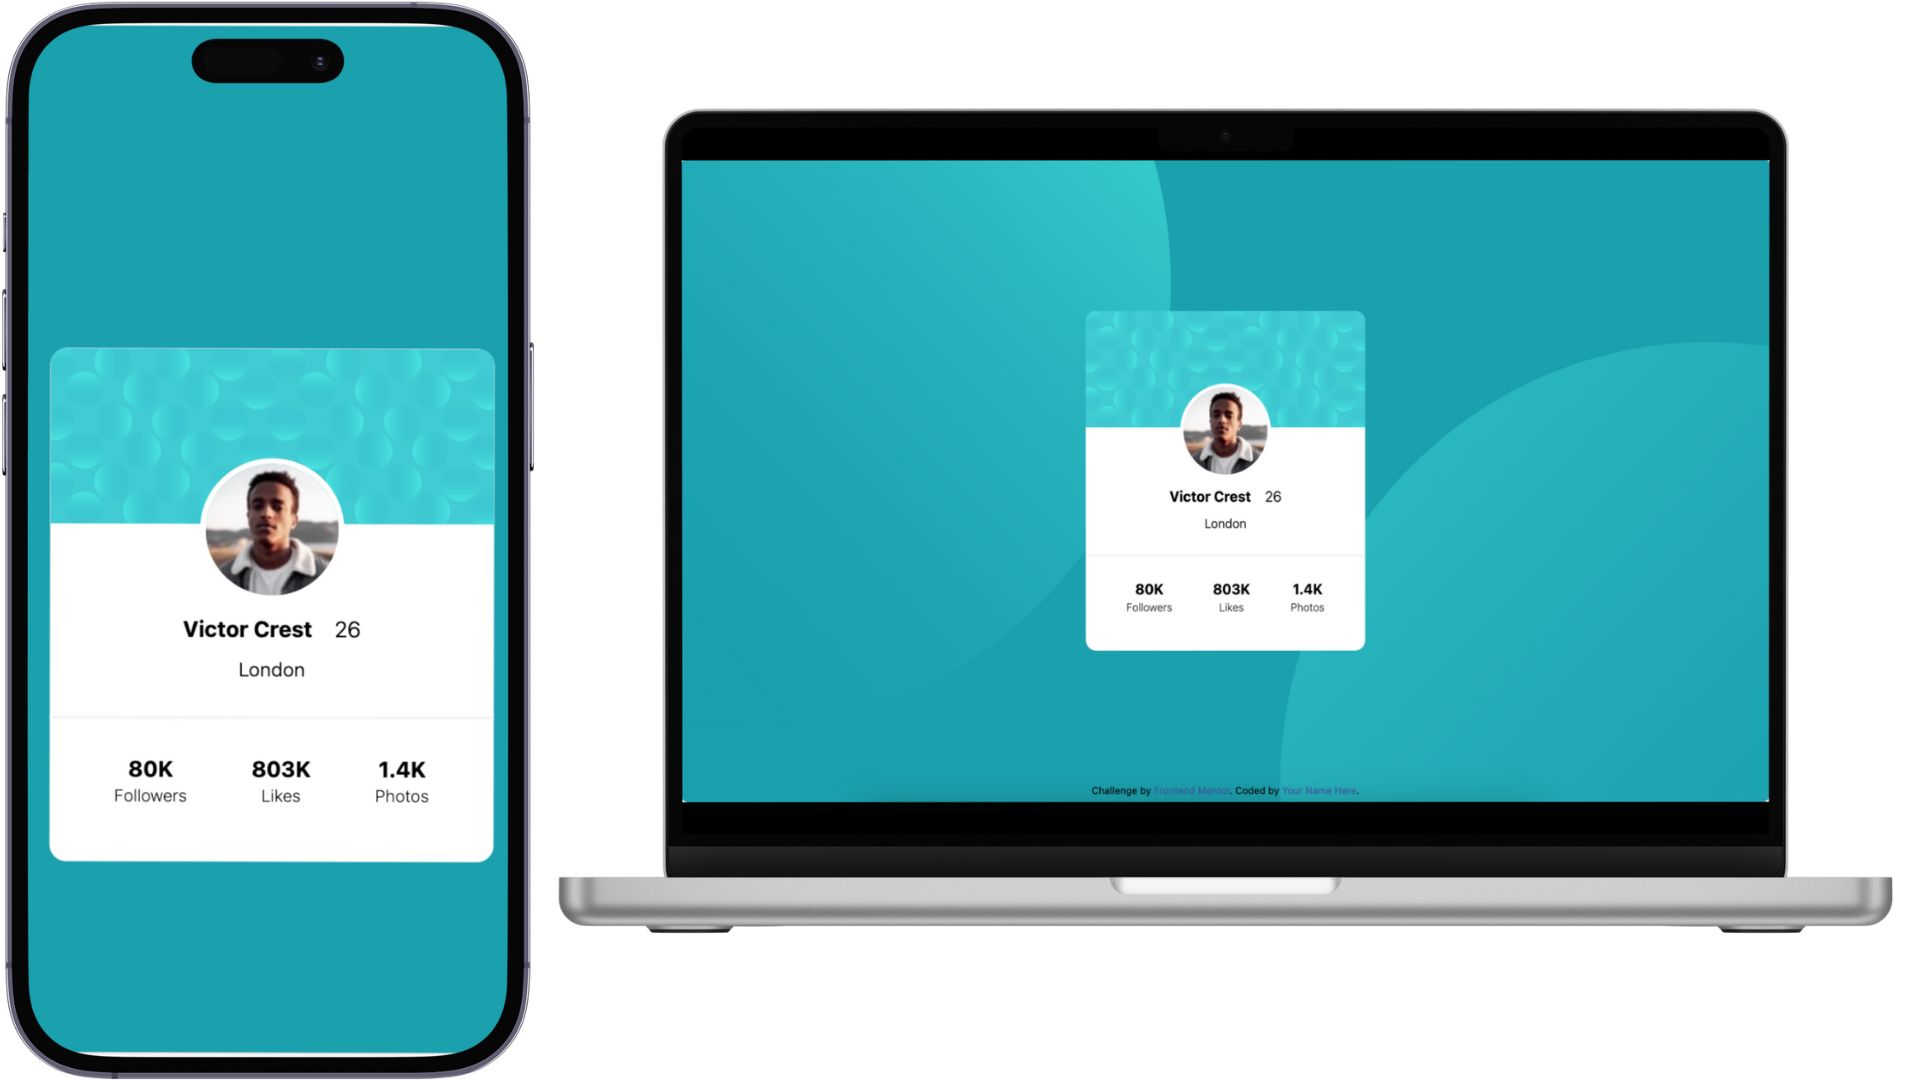 Victor Crest 26
London
80K 803K 1.4K
Followers Likes Photos
Victor Crest 26
London
80K 803K 1.4K
Followers Likes Photos
Challenge by Frontend Mentor. Coded by Your Name Here.